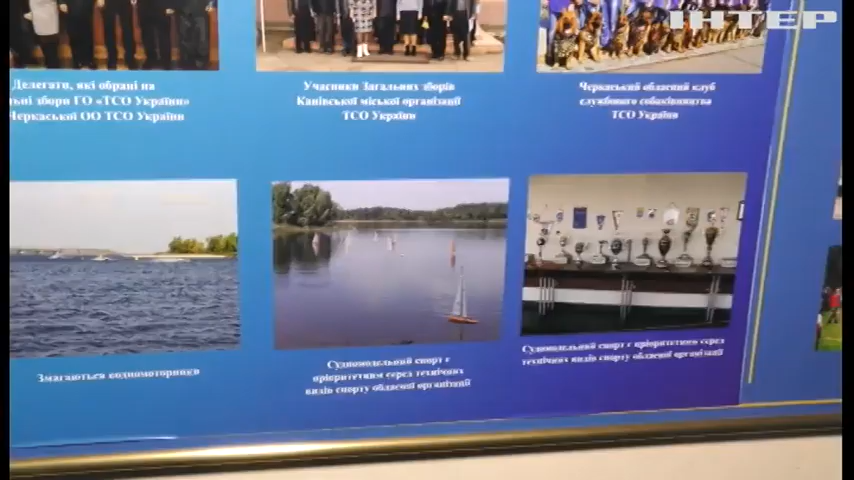 ІНТЕР
Делегати, які обрані на
льні збори ГО «ТСО України»
Черкаської ОО ТСО України
Учасники Загальних зборів
Канівської міської організації
ТСО України
Черкаський обласний клуб
службового собаківництва
ТСО України
Змагаються водномоторники
Судномодельний спорт є
пріоритетним серед технічних
видів спорту обласної організації
Судномодельний спорт є пріоритетним серед
технічних видів спорту обласної організації